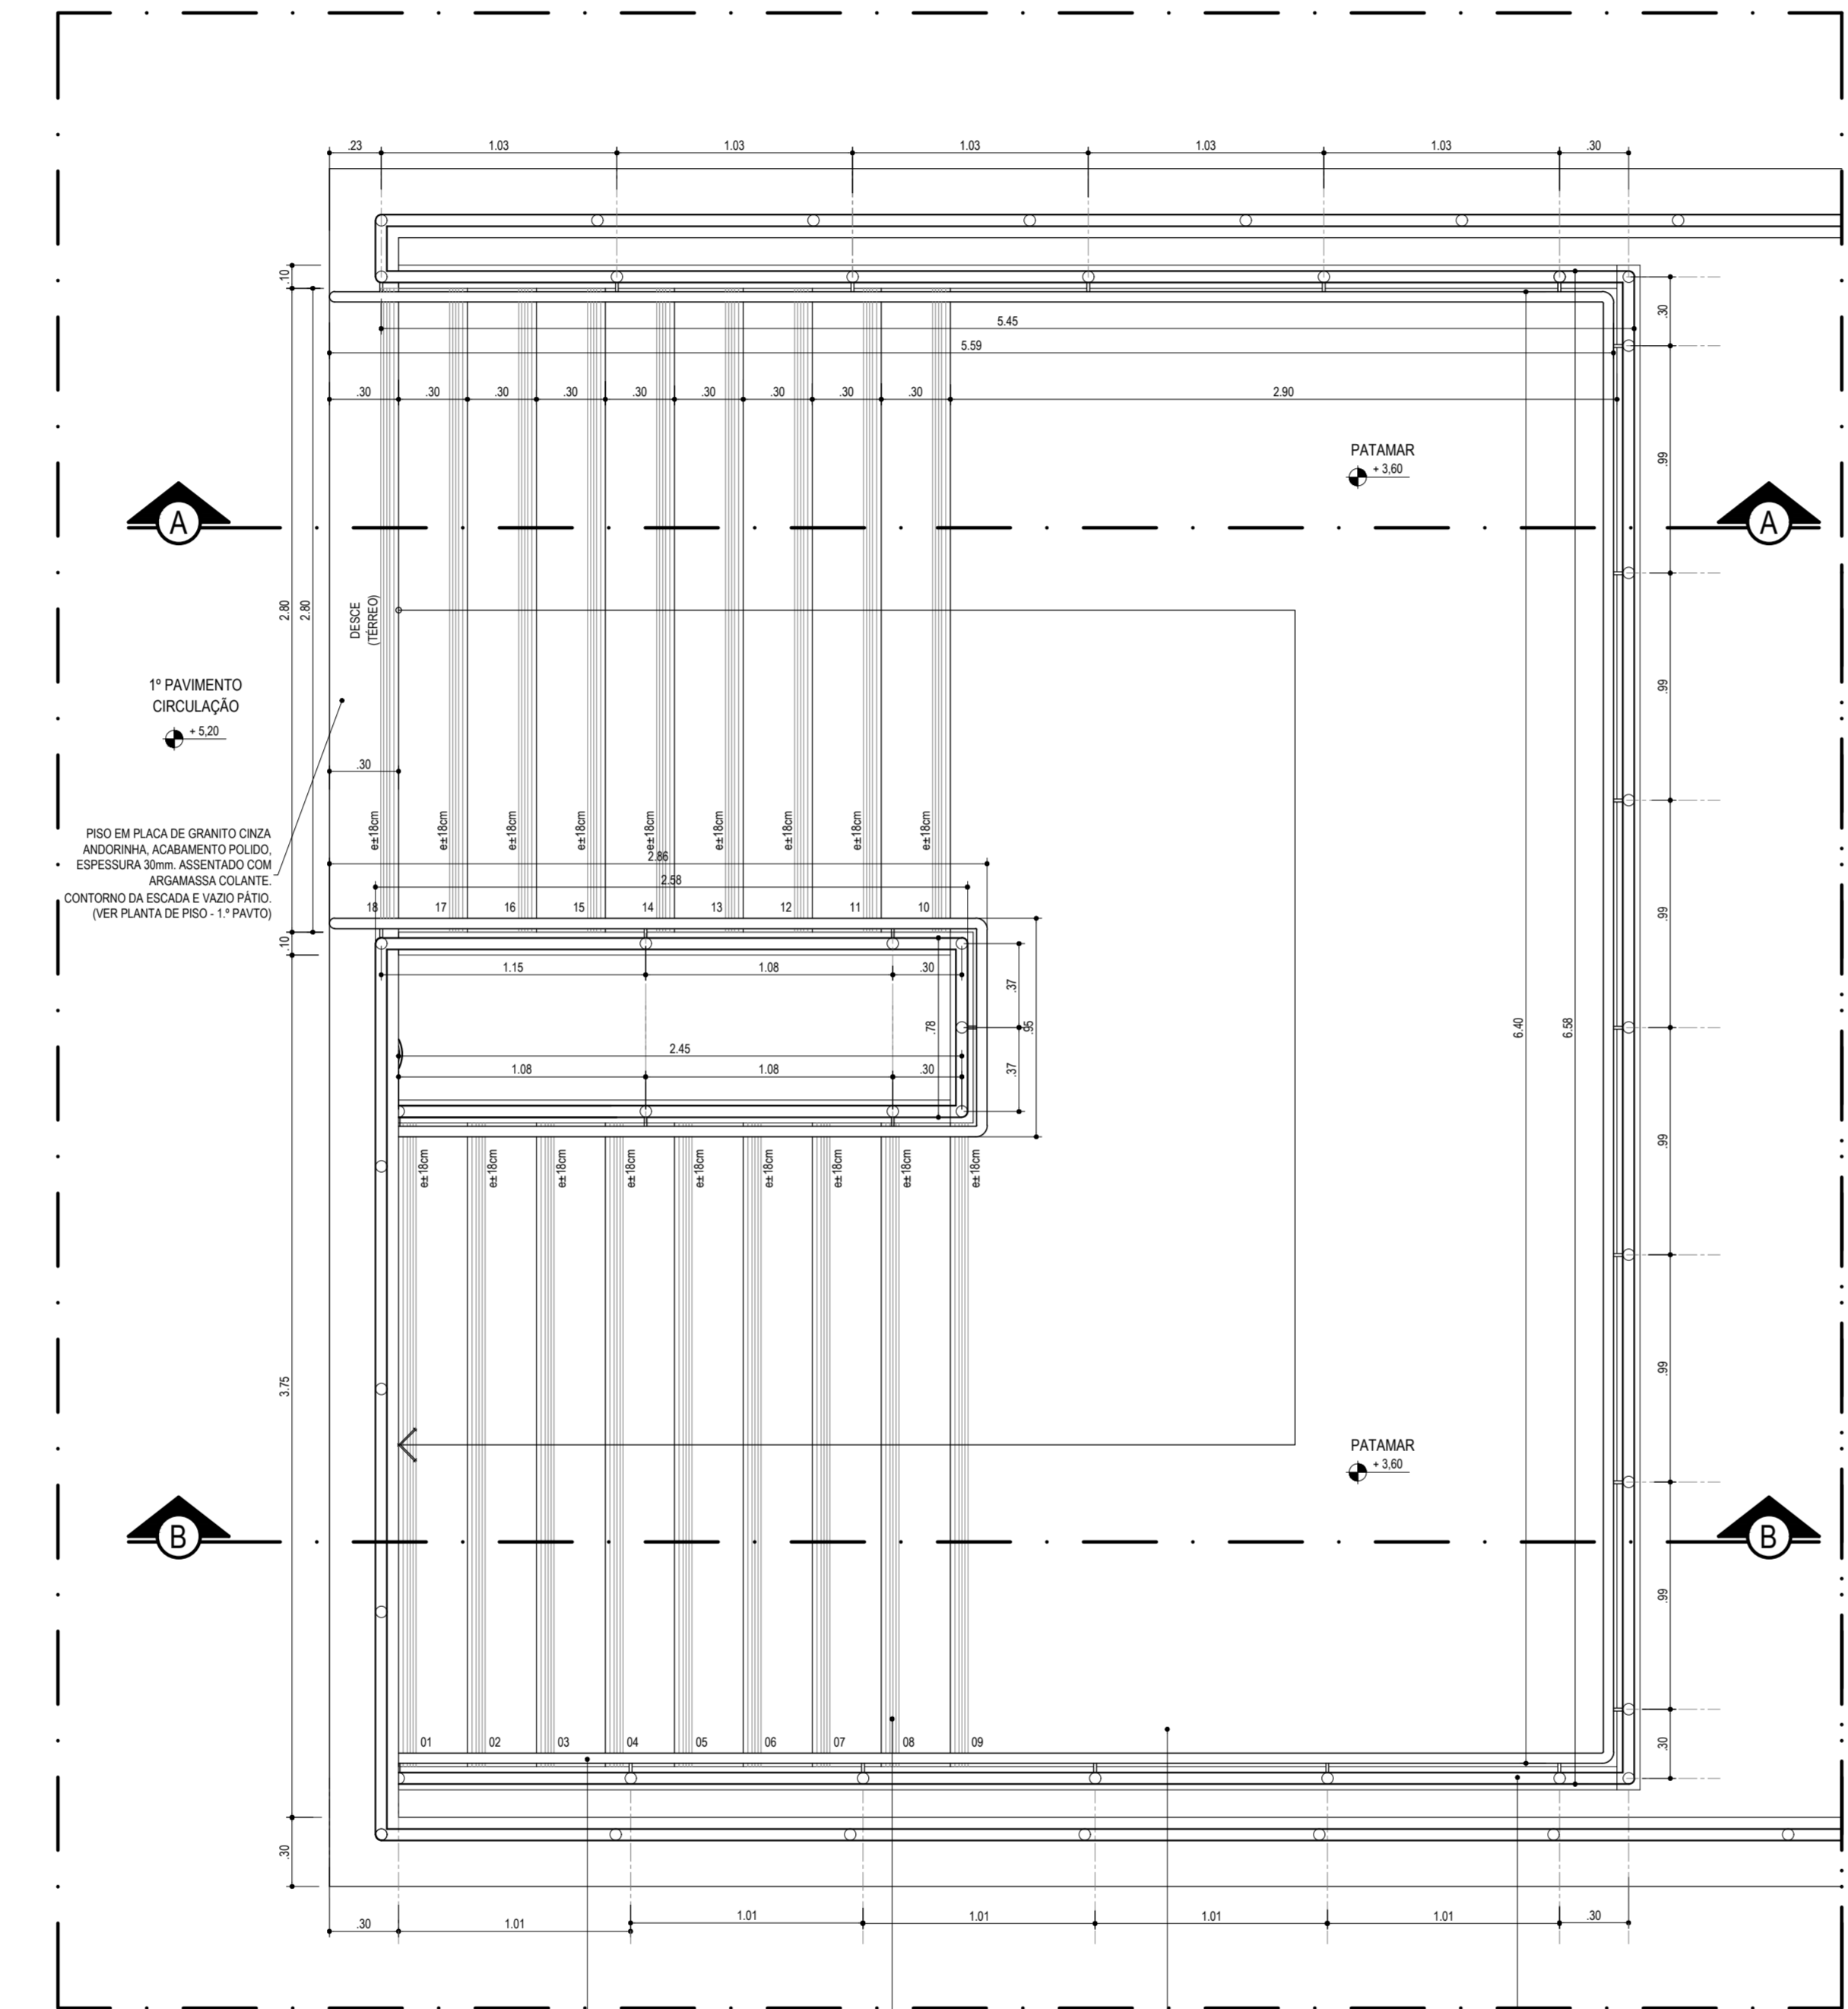 .23 1.03 1.03 1.03 1.03 1.03 .30
.10
5.45
.30
5.59
.30 .30 .30 .30 .30 .30 .30 .30 .30 2.90
PATAMAR
+ 3,60
.99
A A
DESCE
(TÉRREO)
2.80 2.80
.99
1º PAVIMENTO
CIRCULAÇÃO
+ 5,20
.30
PISO EM PLACA DE GRANITO CINZA
ANDORINHA, ACABAMENTO POLIDO,
ESPESSURA 30mm. ASSENTADO COM
ARGAMASSA COLANTE.
CONTORNO DA ESCADA E VAZIO PÁTIO.
(VER PLANTA DE PISO - 1.º PAVTO)
e±18cm e±18cm e±18cm e±18cm e±18cm e±18cm e±18cm e±18cm e±18cm
2.86
2.58
18 17 16 15 14 13 12 11 10
.99
.10
1.15 1.08 .30
.37
.78 .95 6.40 6.58
2.45
1.08 1.08 .30
.37
.99
e±18cm e±18cm e±18cm e±18cm e±18cm e±18cm e±18cm e±18cm e±18cm
3.75
.99
PATAMAR
+ 3,60
B B
.99
01 02 03 04 05 06 07 08 09
.30
.30
.30 1.01 1.01 1.01 1.01 1.01 .30